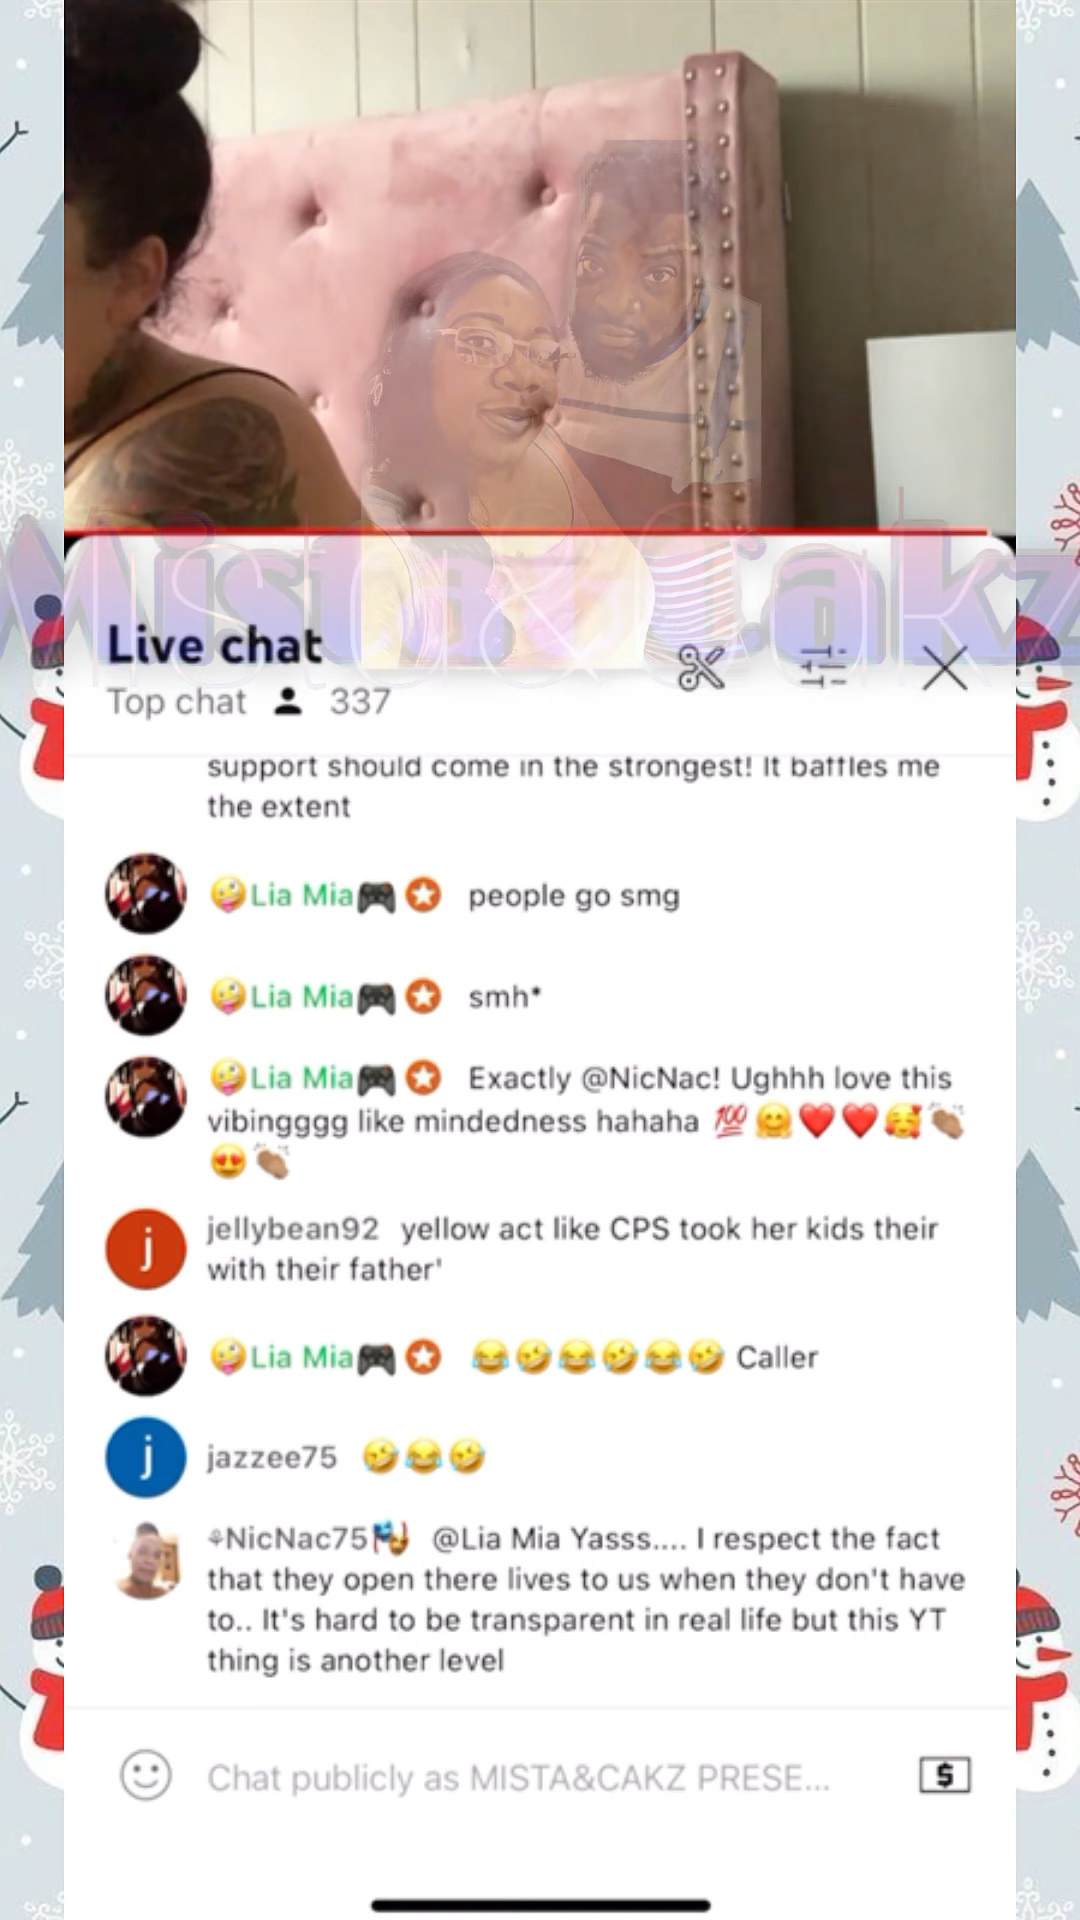 Mista & Cakz
Live chat
Top chat 337
support should come in the strongest! It baffles me
the extent
🤪Lia Mia🎮 people go smg
🤪Lia Mia🎮 smh*
🤪Lia Mia🎮 Exactly @NicNac! Ughhh love this
vibingggg like mindedness hahaha 💯🤗❤️❤️🥰👏🏽
😍👏🏽
j jellybean92 yellow act like CPS took her kids their
with their father'
🤪Lia Mia🎮 😂🤣😂🤣😂🤣 Caller
j jazzee75 🤣😂🤣
⚘NicNac75🎭 @Lia Mia Yasss.... I respect the fact
that they open there lives to us when they don't have
to.. It's hard to be transparent in real life but this YT
thing is another level
Chat publicly as MISTA&CAKZ PRESE... $